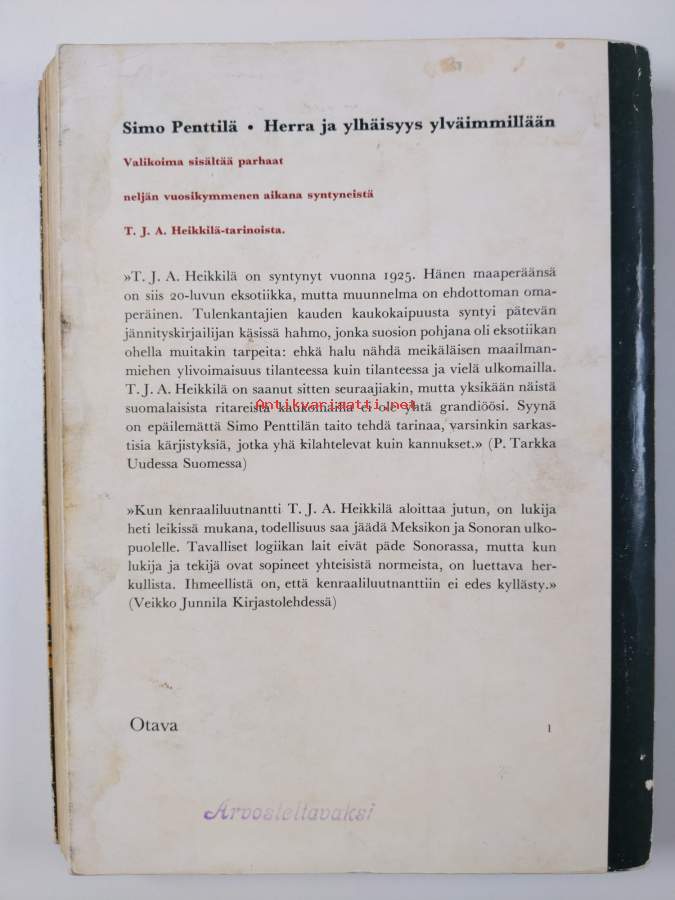 Simo Penttilä • Herra ja ylhäisyys ylväimmillään
Valikoima sisältää parhaat
neljän vuosikymmenen aikana syntyneistä
T. J. A. Heikkilä-tarinoista.
»T. J. A. Heikkilä on syntynyt vuonna 1925. Hänen maaperäänsä
on siis 20-luvun eksotiikka, mutta muunnelma on ehdottoman oma-
peräinen. Tulenkantajien kauden kaukokaipuusta syntyi pätevän
jännityskirjailijan käsissä hahmo, jonka suosion pohjana oli eksotiikan
ohella muitakin tarpeita: ehkä halu nähdä meikäläisen maailman-
miehen ylivoimaisuus tilanteessa kuin tilanteessa ja vielä ulkomailla.
T. J. A. Heikkilä on saanut sitten seuraajiakin, mutta yksikään näistä
suomalaisista ritareista kaukomailla ei ole yhtä grandiöösi. Syynä
on epäilemättä Simo Penttilän taito tehdä tarinaa, varsinkin sarkas-
tisia kärjistyksiä, jotka yhä kilahtelevat kuin kannukset.» (P. Tarkka
Uudessa Suomessa)
Antikvariaatti.net
»Kun kenraaliluutnantti T. J. A. Heikkilä aloittaa jutun, on lukija
heti leikissä mukana, todellisuus saa jäädä Meksikon ja Sonoran ulko-
puolelle. Tavalliset logiikan lait eivät päde Sonorassa, mutta kun
lukija ja tekijä ovat sopineet yhteisistä normeista, on luettava her-
kullista. Ihmeellistä on, että kenraaliluutnanttiin ei edes kyllästy.»
(Veikko Junnila Kirjastolehdessä)
Otava
1
Arvosteltavaksi